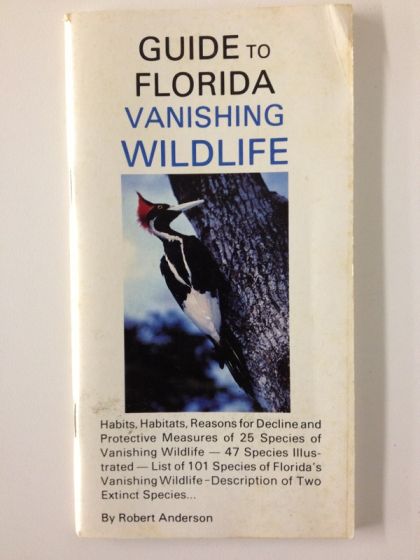 GUIDE TO
FLORIDA
VANISHING
WILDLIFE
Habits, Habitats, Reasons for Decline and
Protective Measures of 25 Species of
Vanishing Wildlife — 47 Species Illus-
trated — List of 101 Species of Florida's
Vanishing Wildlife–Description of Two
Extinct Species...
By Robert Anderson